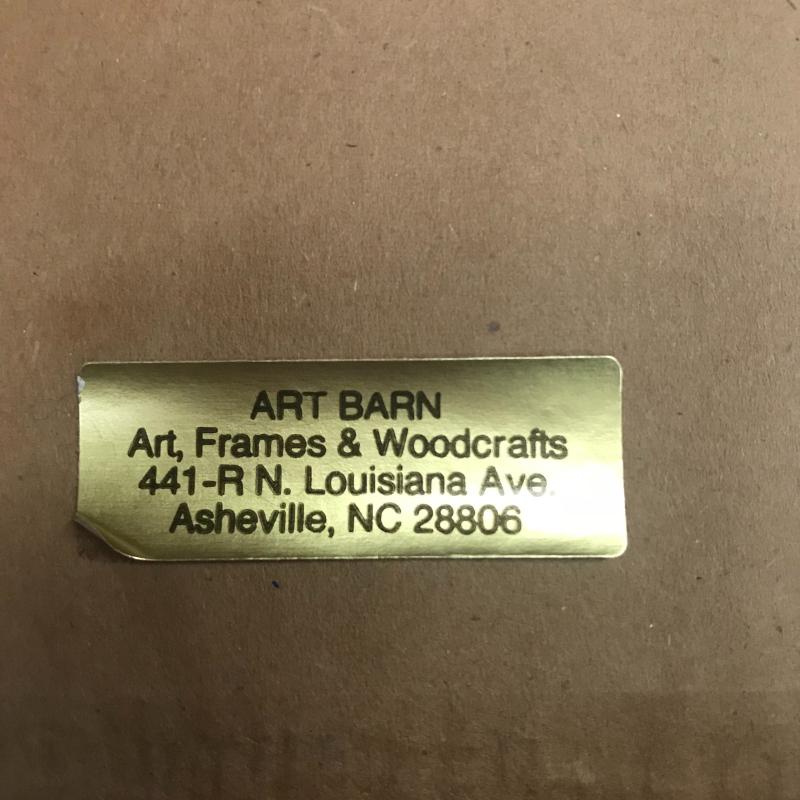 ART BARN
Art, Frames & Woodcrafts
441-R N. Louisiana Ave.
Asheville, NC 28806